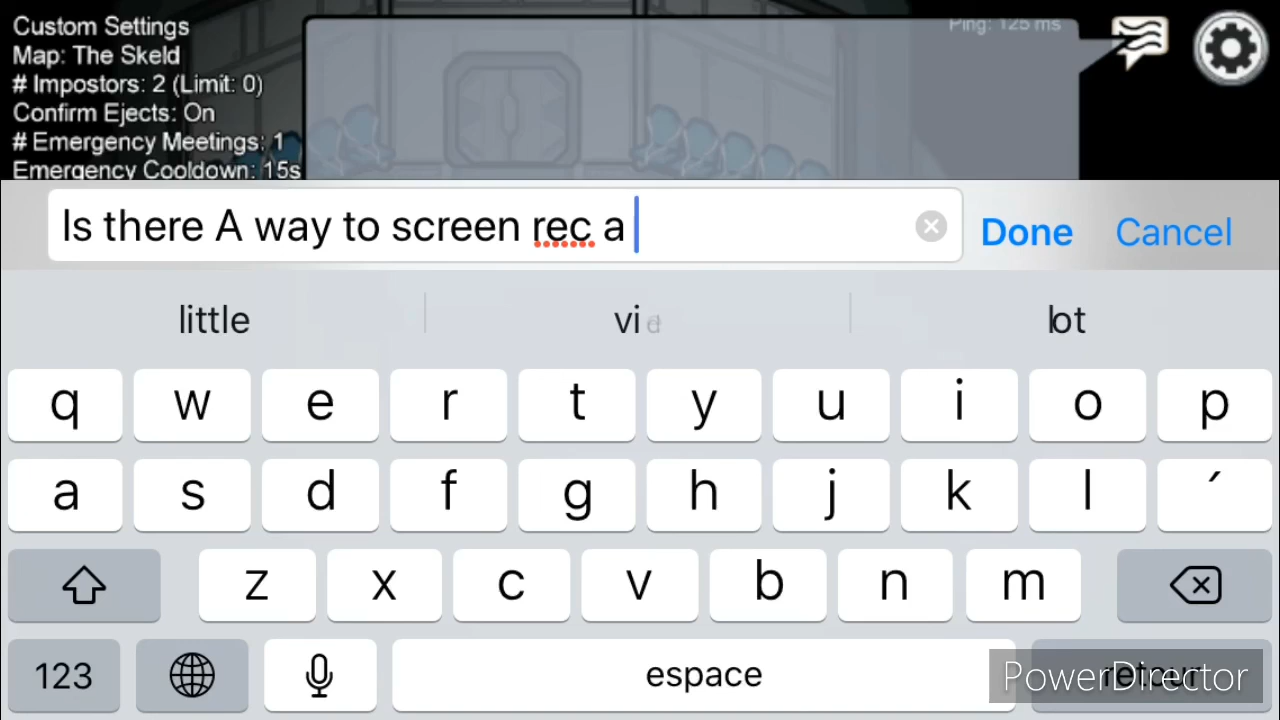 Custom Settings
Ping: 125 ms
Map: The Skeld
# Impostors: 2 (Limit: 0)
Confirm Ejects: On
# Emergency Meetings: 1
Emergency Cooldown: 15s
Is there A way to screen rec a
Done
Cancel
little
lot
q w e r t y u i o p
a s d f g h j k l ´
z x c v b n m
123
espace
retour
PowerDirector